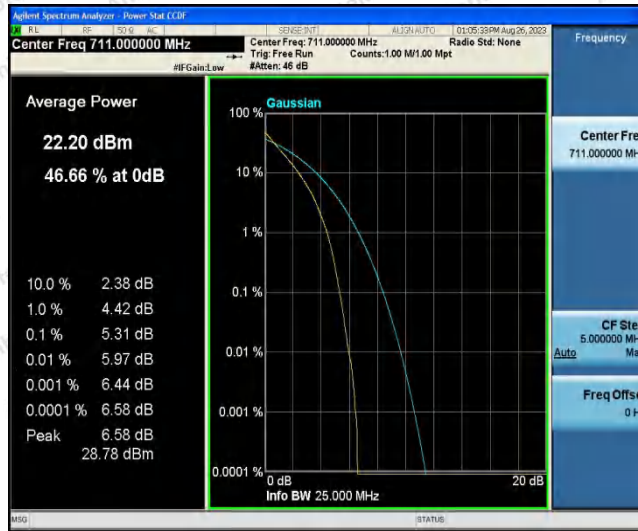 Agilent Spectrum Analyzer - Power Stat CCDF
RL RF 50 Ω AC SENSE:INT ALIGN AUTO 01:05:33 PM Aug 26, 2023
Center Freq 711.000000 MHz
Center Freq: 711.000000 MHz Radio Std: None
Trig: Free Run Counts:1.00 M/1.00 Mpt
#IFGain:Low #Atten: 46 dB
Frequency
Average Power
22.20 dBm
46.66 % at 0dB
10.0 % 2.38 dB
1.0 % 4.42 dB
0.1 % 5.31 dB
0.01 % 5.97 dB
0.001 % 6.44 dB
0.0001 % 6.58 dB
Peak 6.58 dB
28.78 dBm
Gaussian
100 %
10 %
1 %
0.1 %
0.01 %
0.001 %
0.0001 %
0 dB 20 dB
Info BW 25.000 MHz
Center Fre
711.000000 MH
CF Ste
5.000000 MH
Auto Ma
Freq Offse
0 H
MSG STATUS